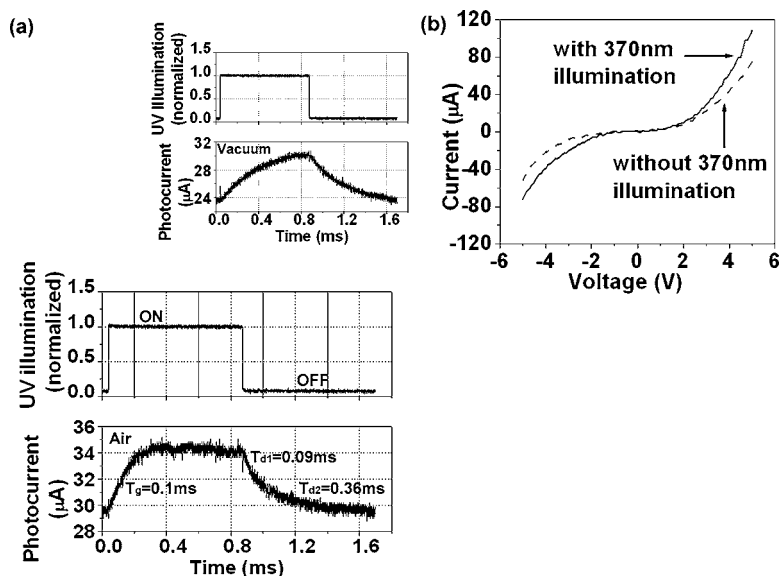 (a)
UV Illumination
(normalized)
1.5
1.0
0.5
0.0
Photocurrent
(μA)
32
28
24
Vacuum
0.0 0.4 0.8 1.2 1.6
Time (ms)
UV illumination
(normalized)
1.5
1.0
0.5
0.0
ON
OFF
Photocurrent
(μA)
36
34
32
30
28
Air
Tg=0.1ms
Td1=0.09ms
Td2=0.36ms
0.0 0.4 0.8 1.2 1.6
Time (ms)
(b)
Current (μA)
120
80
40
0
-40
-80
-120
with 370nm
illumination
without 370nm
illumination
-6 -4 -2 0 2 4 6
Voltage (V)